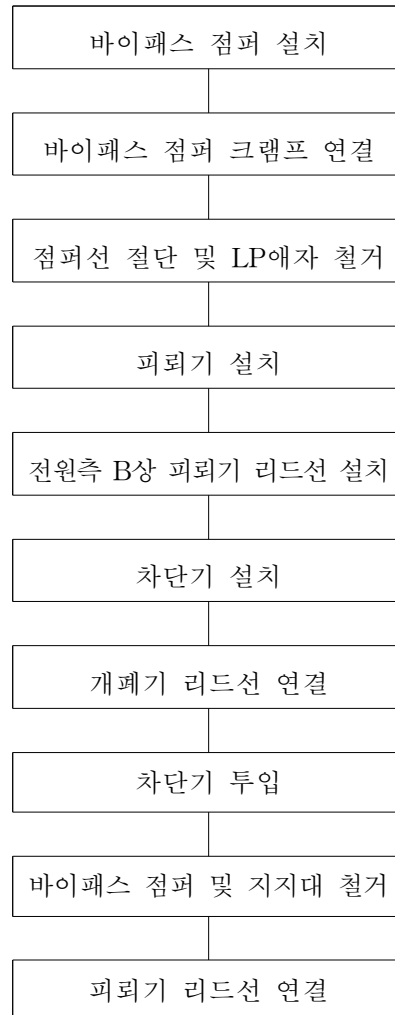 바이패스 점퍼 설치
바이패스 점퍼 크램프 연결
점퍼선 절단 및 LP애자 철거
피뢰기 설치
전원측 B상 피뢰기 리드선 설치
차단기 설치
개폐기 리드선 연결
차단기 투입
바이패스 점퍼 및 지지대 철거
피뢰기 리드선 연결